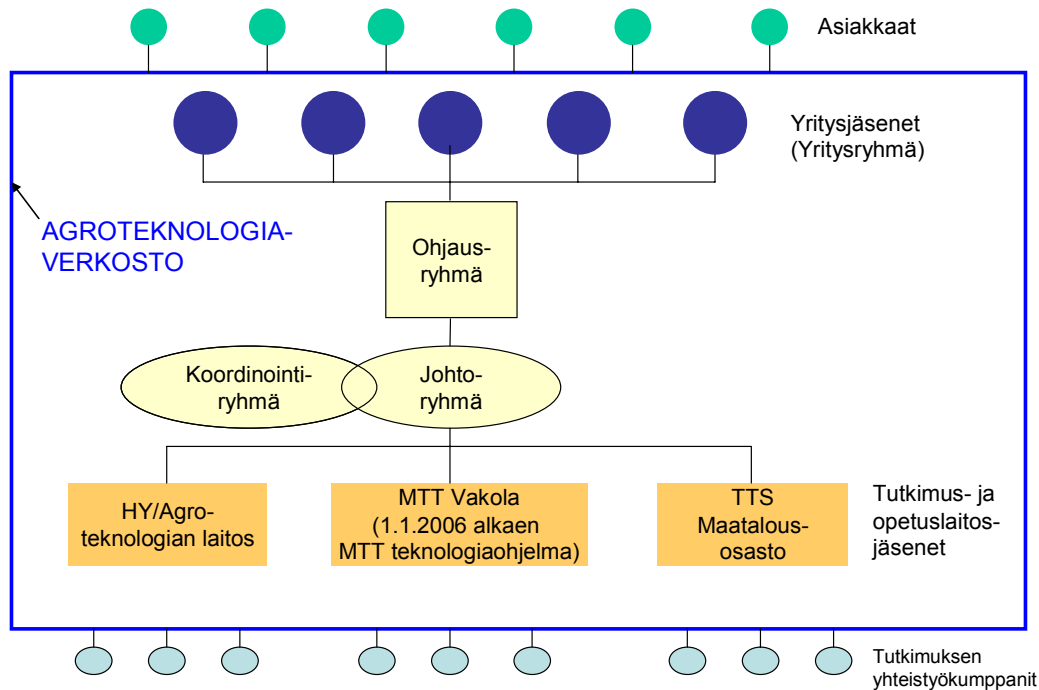 Asiakkaat
Yritysjäsenet
(Yritysryhmä)
AGROTEKNOLOGIA-
VERKOSTO
Ohjaus-
ryhmä
Koordinointi-
ryhmä
Johto-
ryhmä
HY/Agro-
teknologian laitos
MTT Vakola
(1.1.2006 alkaen
MTT teknologiaohjelma)
TTS
Maatalous-
osasto
Tutkimus- ja
opetuslaitos-
jäsenet
Tutkimuksen
yhteistyökumppanit